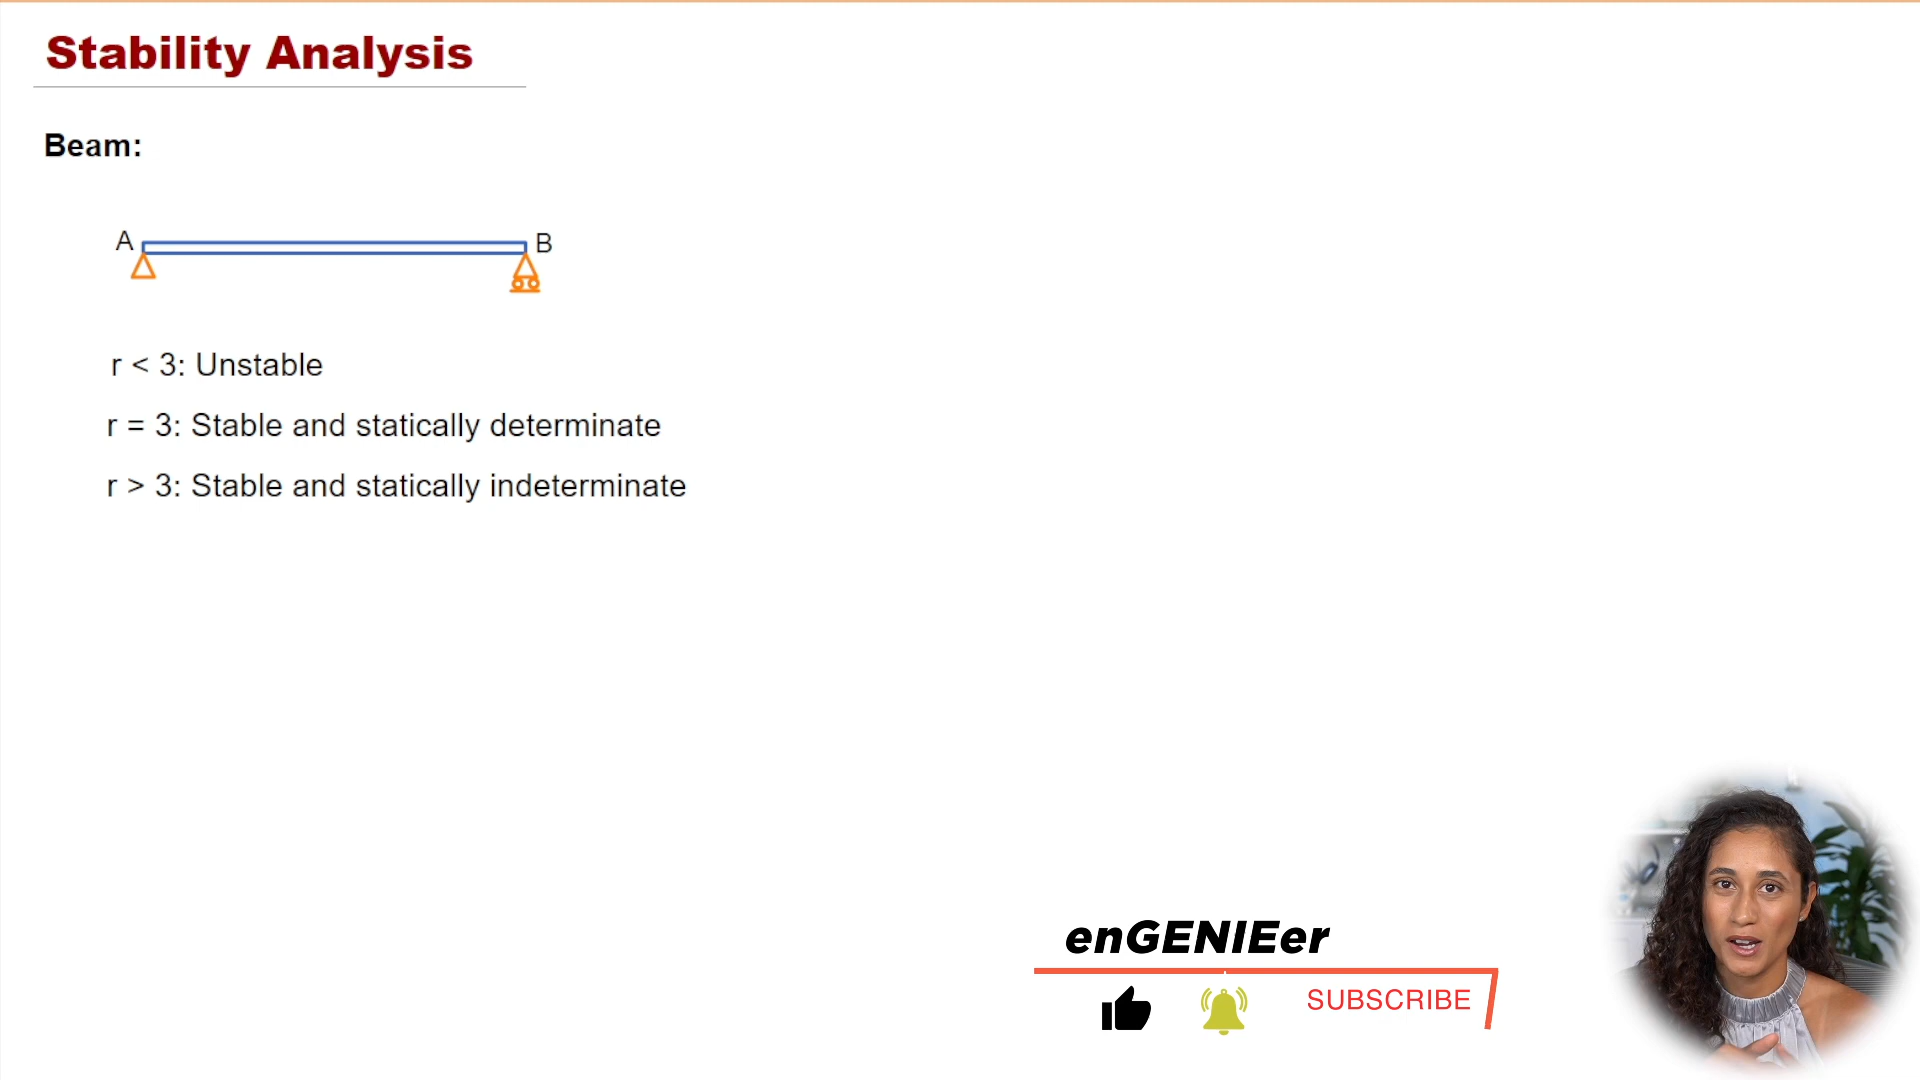 Stability Analysis
Beam:
A
B
r < 3: Unstable
r = 3: Stable and statically determinate
r > 3: Stable and statically indeterminate
enGENIEer
SUBSCRIBE